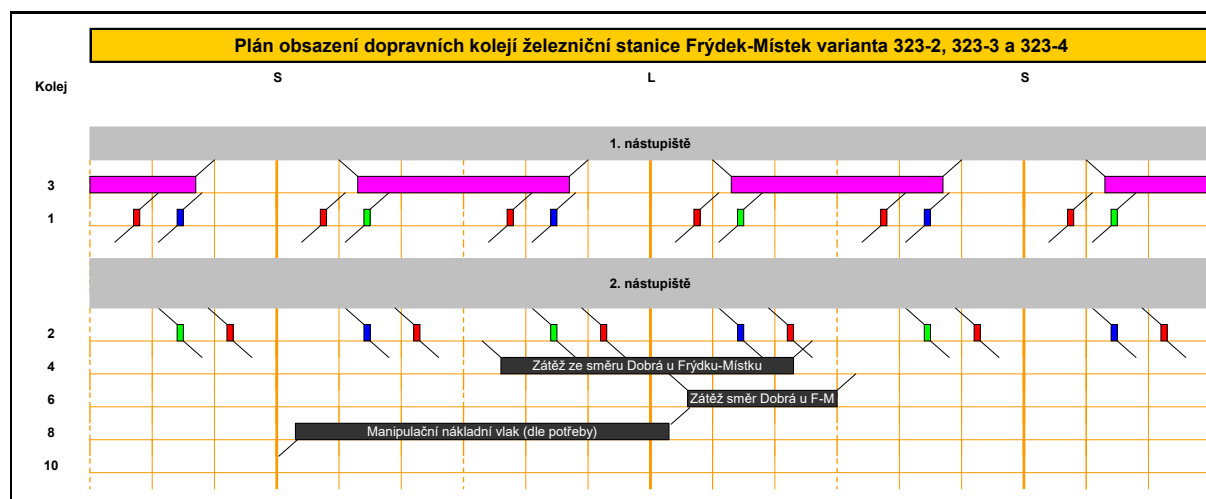 Plán obsazení dopravních kolejí železniční stanice Frýdek-Místek varianta 323-2, 323-3 a 323-4
S L S
Kolej
1. nástupiště
3
1
2. nástupiště
2
4 Zátěž ze směru Dobrá u Frýdku-Místku
6 Zátěž směr Dobrá u F-M
8 Manipulační nákladní vlak (dle potřeby)
10